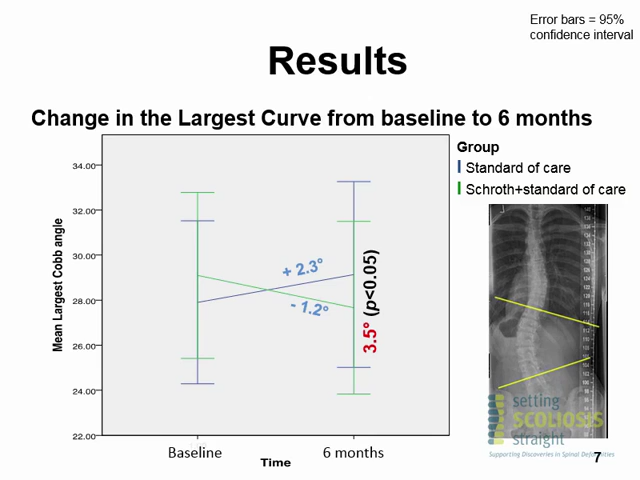 Error bars = 95%
confidence interval
Results
Change in the Largest Curve from baseline to 6 months
Group
Standard of care
Schroth+standard of care
Mean Largest Cobb angle
34.00
32.00
30.00
28.00
26.00
24.00
22.00
+ 2.3°
- 1.2°
3.5° (p<0.05)
Baseline
6 months
Time
setting
SCOLIOSIS
straight
Supporting Discoveries in Spinal Deformities
7